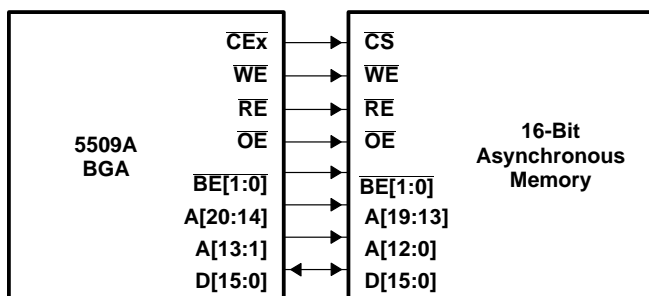 CEx CS
WE WE
RE RE
5509A
BGA
OE OE
16-Bit
Asynchronous
Memory
BE[1:0] BE[1:0]
A[20:14] A[19:13]
A[13:1] A[12:0]
D[15:0] D[15:0]